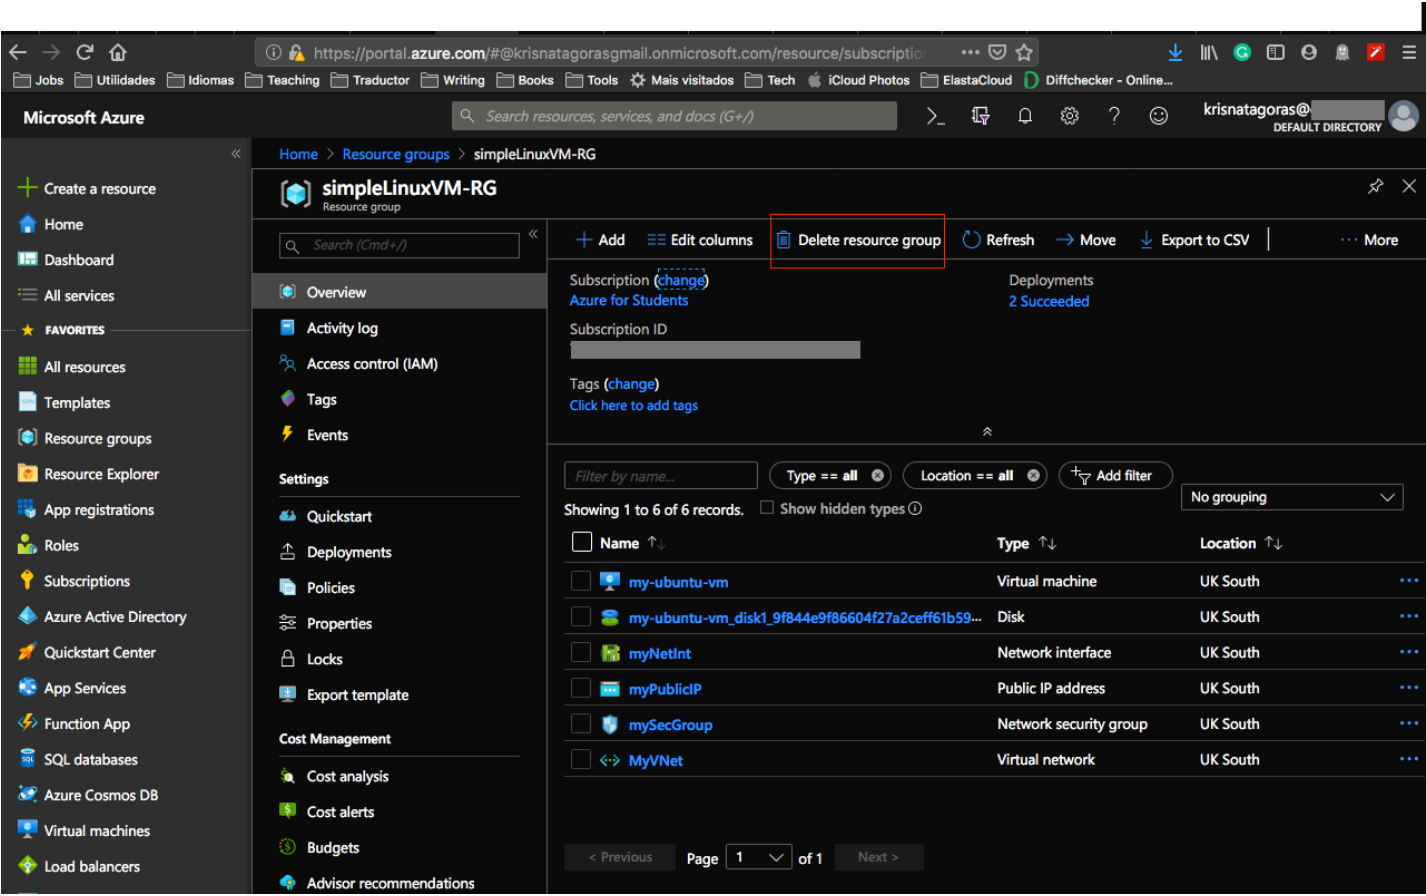 https://portal.azure.com/#@krisnatagorasgmail.onmicrosoft.com/resource/subscription
Jobs Utilidades Idiomas Teaching Traductor Writing Books Tools Mais visitados Tech iCloud Photos ElastaCloud Diffchecker - Online...
Microsoft Azure
Search resources, services, and docs (G+/)
krisnatagoras@
DEFAULT DIRECTORY
Home > Resource groups > simpleLinuxVM-RG
Create a resource
Home
Dashboard
All services
FAVORITES
All resources
Templates
Resource groups
Resource Explorer
App registrations
Roles
Subscriptions
Azure Active Directory
Quickstart Center
App Services
Function App
SQL databases
Azure Cosmos DB
Virtual machines
Load balancers
simpleLinuxVM-RG
Resource group
Search (Cmd+/)
Overview
Activity log
Access control (IAM)
Tags
Events
Settings
Quickstart
Deployments
Policies
Properties
Locks
Export template
Cost Management
Cost analysis
Cost alerts
Budgets
Advisor recommendations
Add Edit columns Delete resource group Refresh Move Export to CSV ... More
Subscription (change)
Azure for Students
Deployments
2 Succeeded
Subscription ID
Tags (change)
Click here to add tags
Filter by name... Type == all Location == all Add filter
No grouping
Showing 1 to 6 of 6 records. Show hidden types
Name Type Location
my-ubuntu-vm Virtual machine UK South
my-ubuntu-vm_disk1_9f844e9f86604f27a2ceff61b59... Disk UK South
myNetInt Network interface UK South
myPublicIP Public IP address UK South
mySecGroup Network security group UK South
MyVNet Virtual network UK South
< Previous Page 1 of 1 Next >